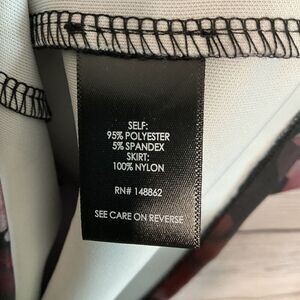 SELF:
95% POLYESTER
5% SPANDEX
SKIRT:
100% NYLON
RN# 148862
SEE CARE ON REVERSE